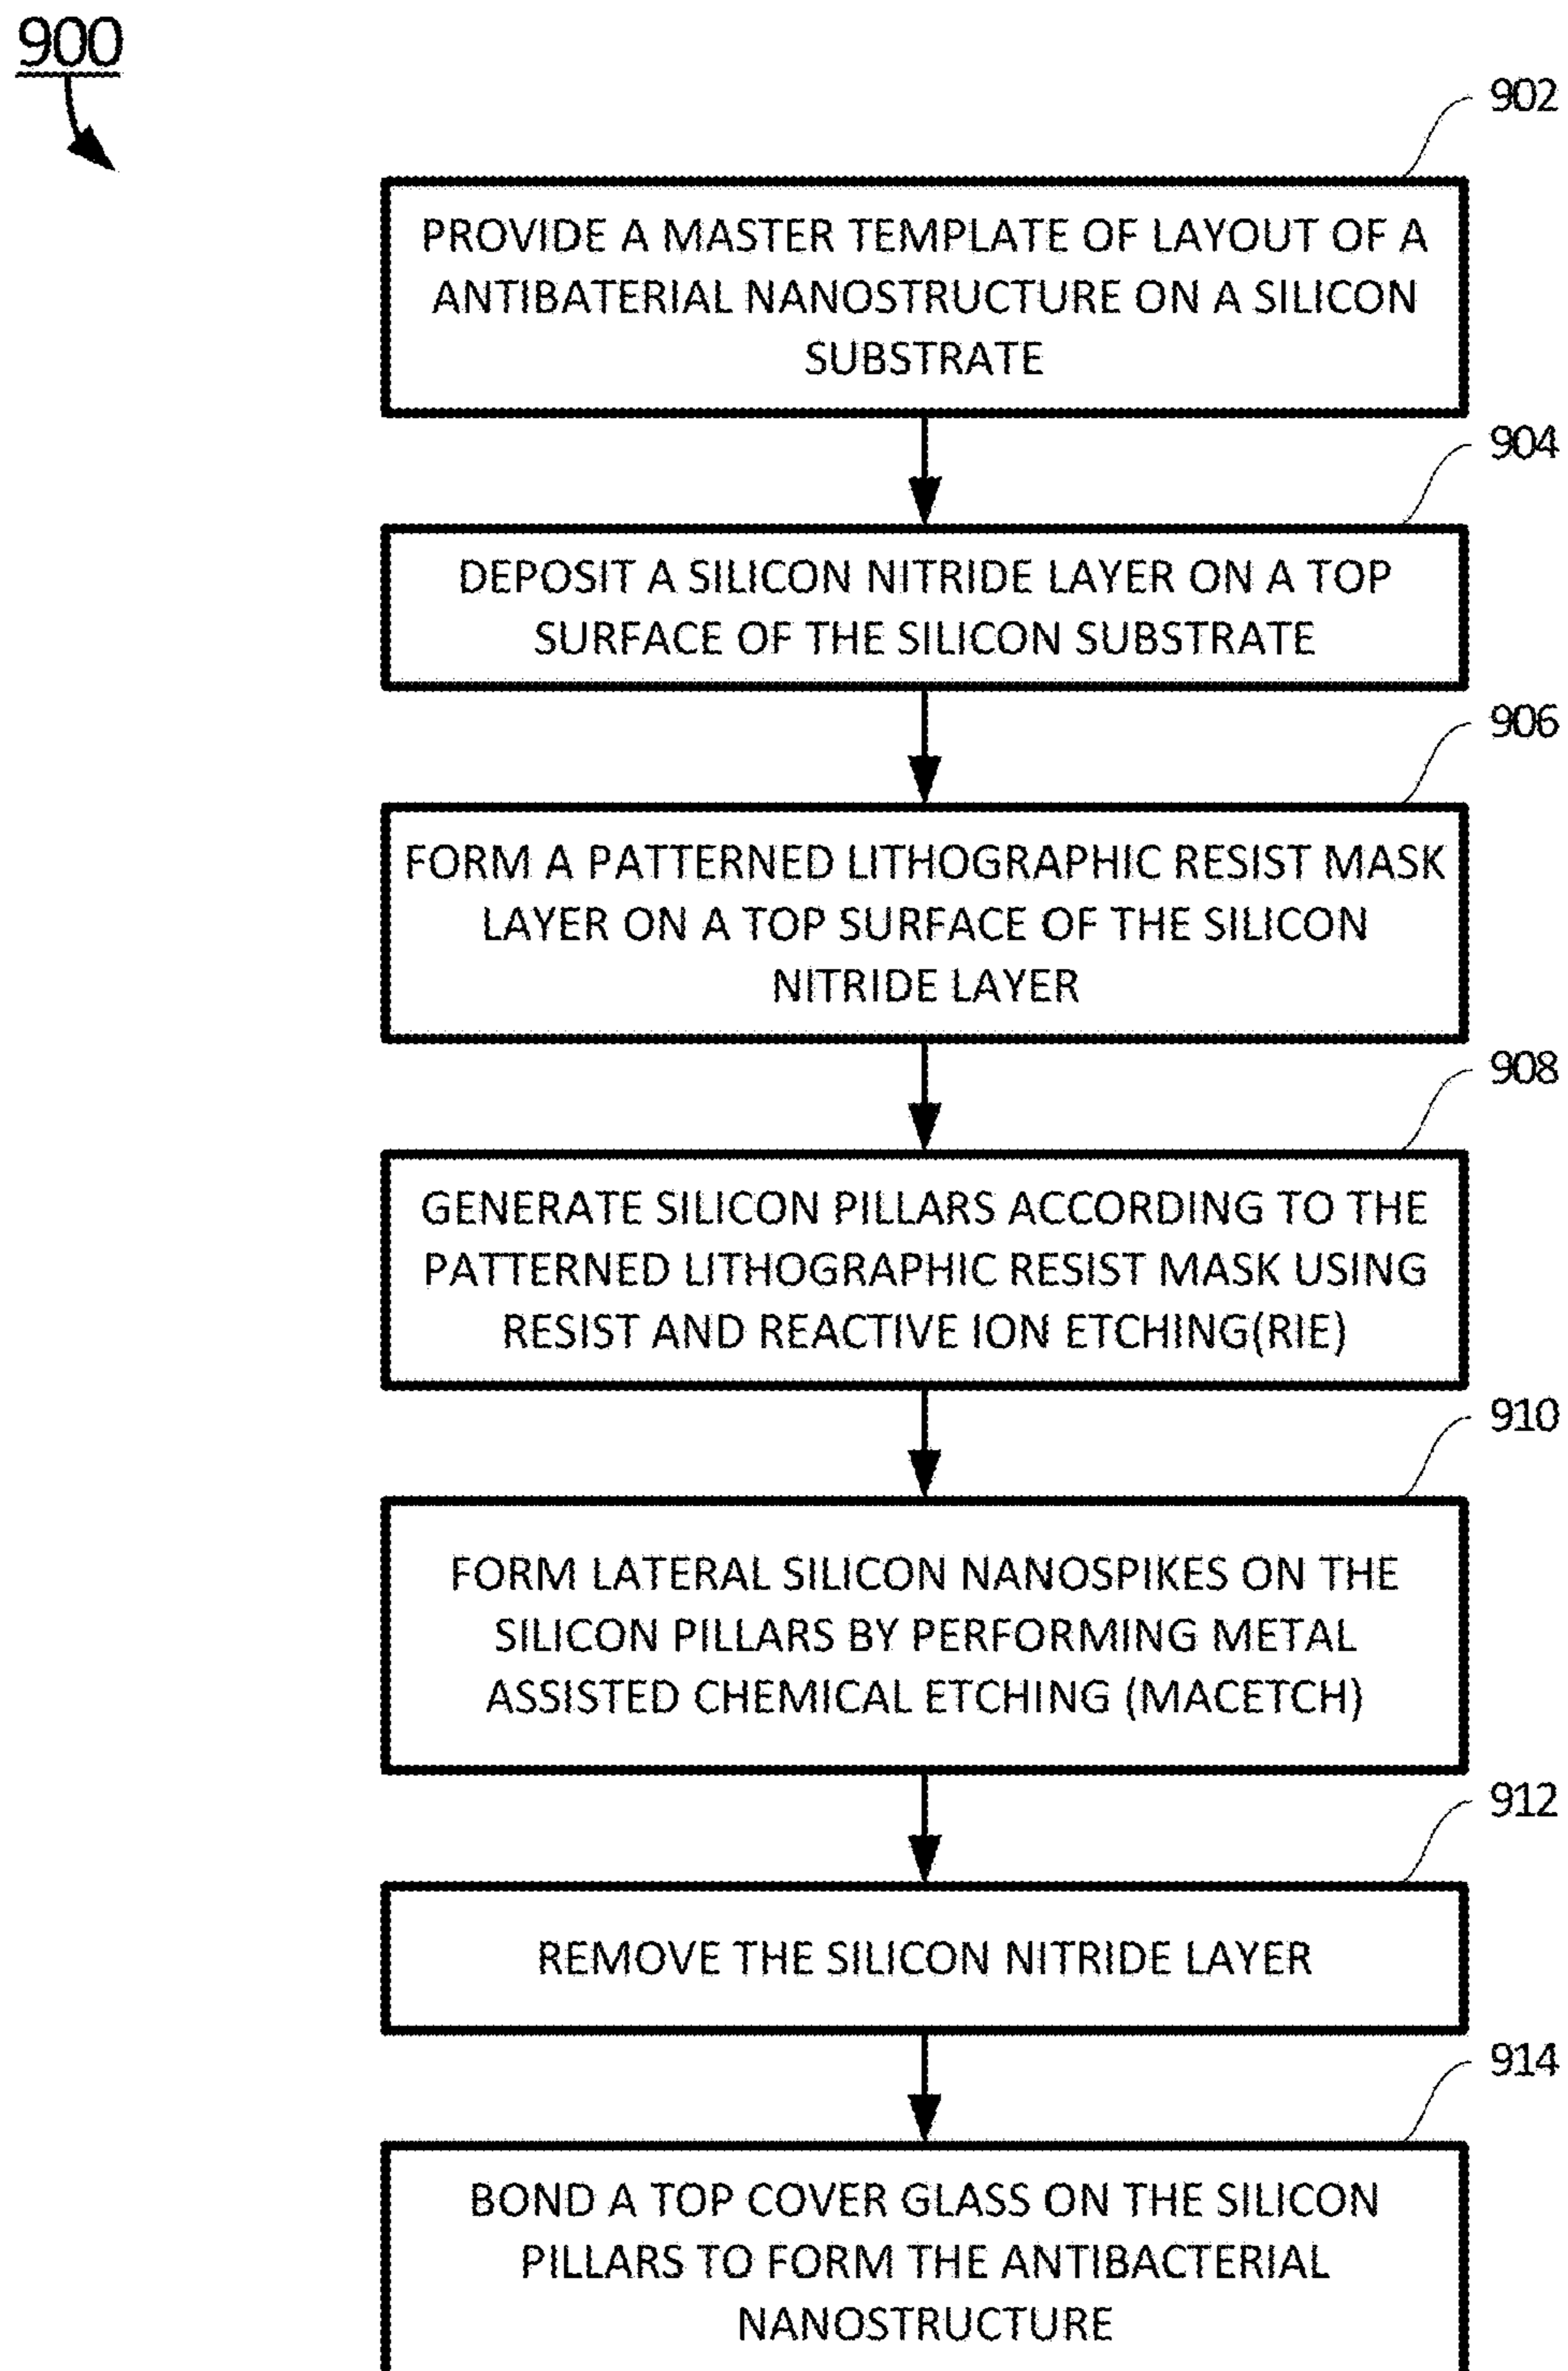 900
902
PROVIDE A MASTER TEMPLATE OF LAYOUT OF A
ANTIBATERIAL NANOSTRUCTURE ON A SILICON
SUBSTRATE
904
DEPOSIT A SILICON NITRIDE LAYER ON A TOP
SURFACE OF THE SILICON SUBSTRATE
906
FORM A PATTERNED LITHOGRAPHIC RESIST MASK
LAYER ON A TOP SURFACE OF THE SILICON
NITRIDE LAYER
908
GENERATE SILICON PILLARS ACCORDING TO THE
PATTERNED LITHOGRAPHIC RESIST MASK USING
RESIST AND REACTIVE ION ETCHING(RIE)
910
FORM LATERAL SILICON NANOSPIKES ON THE
SILICON PILLARS BY PERFORMING METAL
ASSISTED CHEMICAL ETCHING (MACETCH)
912
REMOVE THE SILICON NITRIDE LAYER
914
BOND A TOP COVER GLASS ON THE SILICON
PILLARS TO FORM THE ANTIBACTERIAL
NANOSTRUCTURE